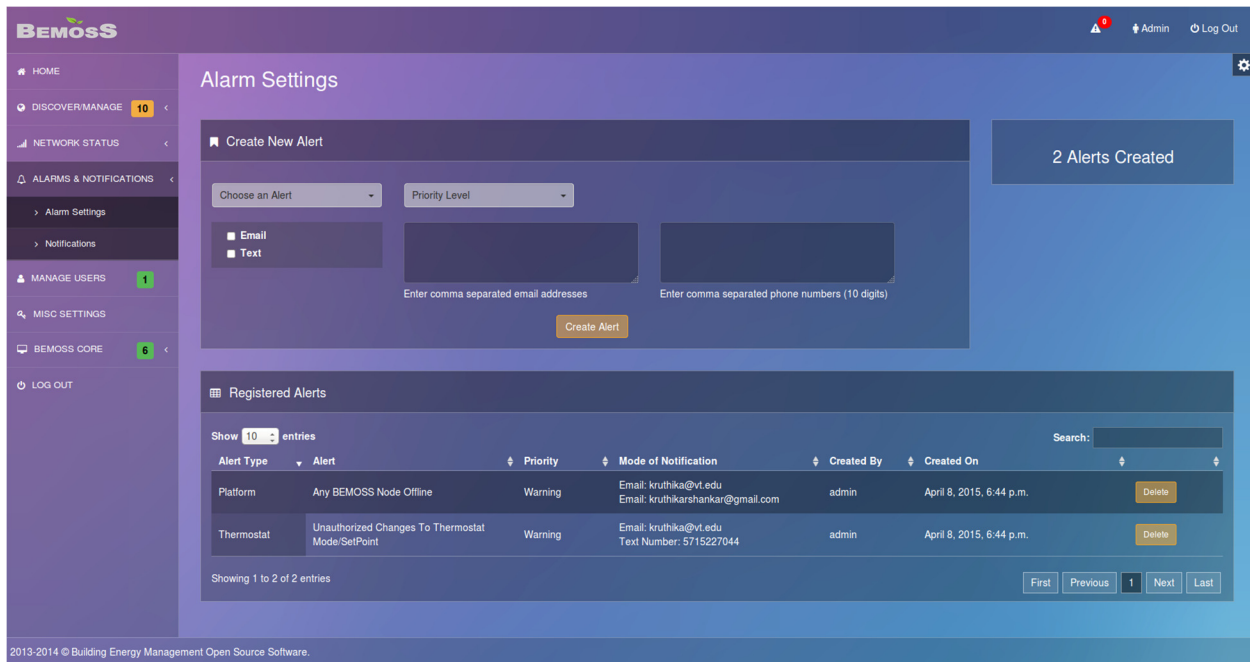 BEMOSS
0
Admin
Log Out
HOME
DISCOVER/MANAGE 10
NETWORK STATUS
ALARMS & NOTIFICATIONS
Alarm Settings
Notifications
MANAGE USERS 1
MISC SETTINGS
BEMOSS CORE 6
LOG OUT
Alarm Settings
Create New Alert
Choose an Alert
Priority Level
Email
Text
Enter comma separated email addresses
Enter comma separated phone numbers (10 digits)
Create Alert
2 Alerts Created
Registered Alerts
Show 10 entries
Search:
Alert Type Alert Priority Mode of Notification Created By Created On
Platform Any BEMOSS Node Offline Warning Email: kruthika@vt.edu admin April 8, 2015, 6:44 p.m. Delete
Email: kruthikarshankar@gmail.com
Thermostat Unauthorized Changes To Thermostat Warning Email: kruthika@vt.edu admin April 8, 2015, 6:44 p.m. Delete
Mode/SetPoint Text Number: 5715227044
Showing 1 to 2 of 2 entries
First Previous 1 Next Last
2013-2014 © Building Energy Management Open Source Software.